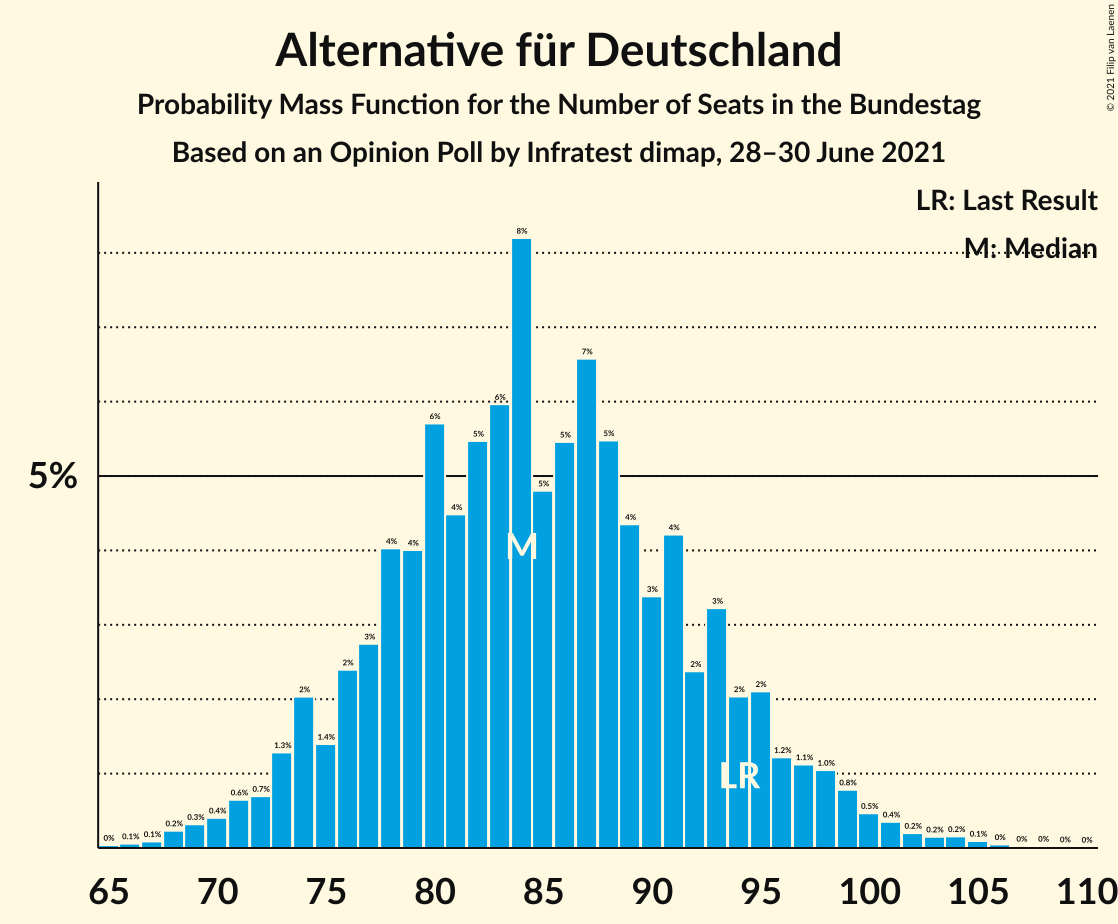 Alternative für Deutschland
Probability Mass Function for the Number of Seats in the Bundestag
Based on an Opinion Poll by Infratest dimap, 28–30 June 2021
© 2021 Filip van Laenen
LR: Last Result
M: Median
5%
0% 0.1% 0.1% 0.2% 0.3% 0.4% 0.6% 0.7% 1.3% 2% 1.4% 2% 3% 4% 4% 6% 4% 5% 6% 8% 5% 5% 7% 5% 4% 3% 4% 2% 3% 2% 2% 1.2% 1.1% 1.0% 0.8% 0.5% 0.4% 0.2% 0.2% 0.2% 0.1% 0% 0% 0% 0% 0%
M
LR
65 70 75 80 85 90 95 100 105 110